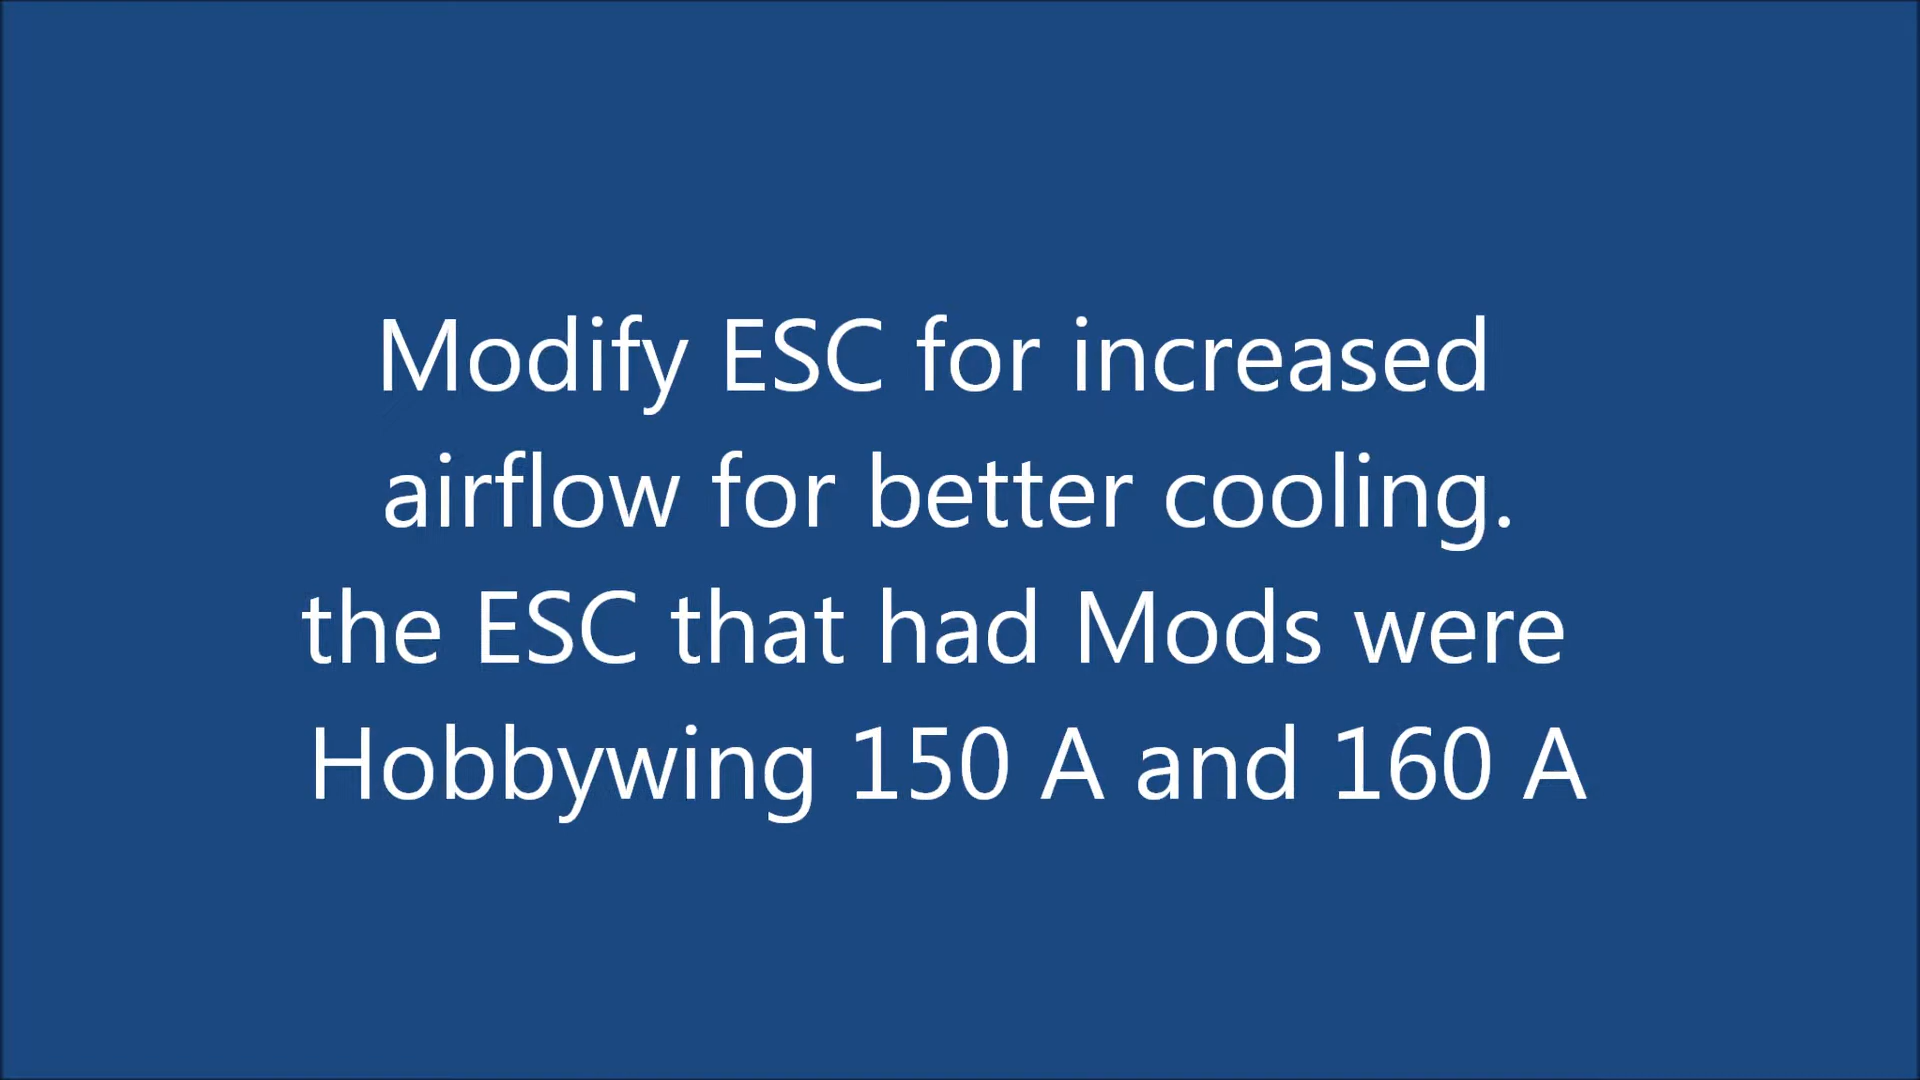 Modify ESC for increased
airflow for better cooling.
the ESC that had Mods were
Hobbywing 150 A and 160 A